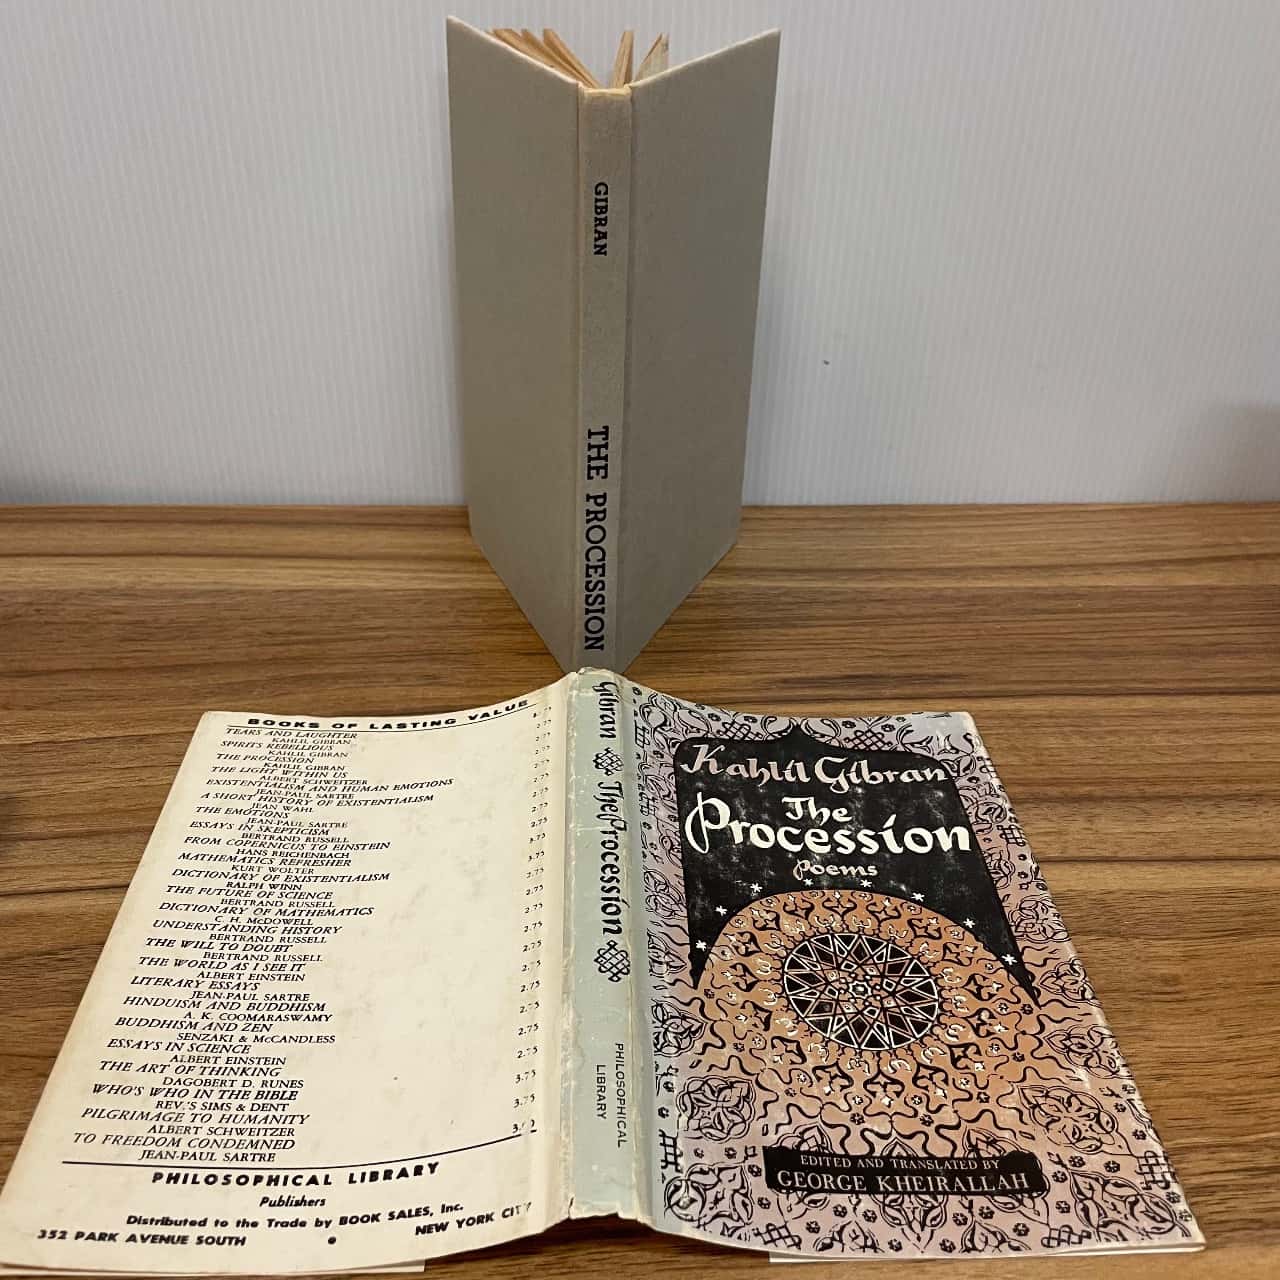 GIBRAN
THE PROCESSION
BOOKS OF LASTING VALUE
TEARS AND LAUGHTER
KAHLIL GIBRAN
SPIRITS REBELLIOUS
KAHLIL GIBRAN
THE PROCESSION
KAHLIL GIBRAN
THE LIGHT WITHIN US
ALBERT SCHWEITZER
EXISTENTIALISM AND HUMAN EMOTIONS
JEAN-PAUL SARTRE
A SHORT HISTORY OF EXISTENTIALISM
JEAN WAHL
THE EMOTIONS
JEAN-PAUL SARTRE
ESSAYS IN SKEPTICISM
BERTRAND RUSSELL
FROM COPERNICUS TO EINSTEIN
HANS REICHENBACH
MATHEMATICS REFRESHER
KURT WOLTER
DICTIONARY OF EXISTENTIALISM
RALPH WINN
THE FUTURE OF SCIENCE
BERTRAND RUSSELL
DICTIONARY OF MATHEMATICS
C. H. McDOWELL
UNDERSTANDING HISTORY
BERTRAND RUSSELL
THE WILL TO DOUBT
BERTRAND RUSSELL
THE WORLD AS I SEE IT
ALBERT EINSTEIN
LITERARY ESSAYS
JEAN-PAUL SARTRE
HINDUISM AND BUDDHISM
A. K. COOMARASWAMY
BUDDHISM AND ZEN
SENZAKI & McCANDLESS
ESSAYS IN SCIENCE
ALBERT EINSTEIN 2.75
THE ART OF THINKING
DAGOBERT D. RUNES 3.75
WHO'S WHO IN THE BIBLE
REV.'S SIMS & DENT 3.75
PILGRIMAGE TO HUMANITY
ALBERT SCHWEITZER
TO FREEDOM CONDEMNED
JEAN-PAUL SARTRE
PHILOSOPHICAL LIBRARY
Publishers
Distributed to the Trade by BOOK SALES, Inc.
352 PARK AVENUE SOUTH • NEW YORK CITY
Gibran The Procession
PHILOSOPHICAL
LIBRARY
Kahlil Gibran
The
Procession
Poems
EDITED AND TRANSLATED BY
GEORGE KHEIRALLAH